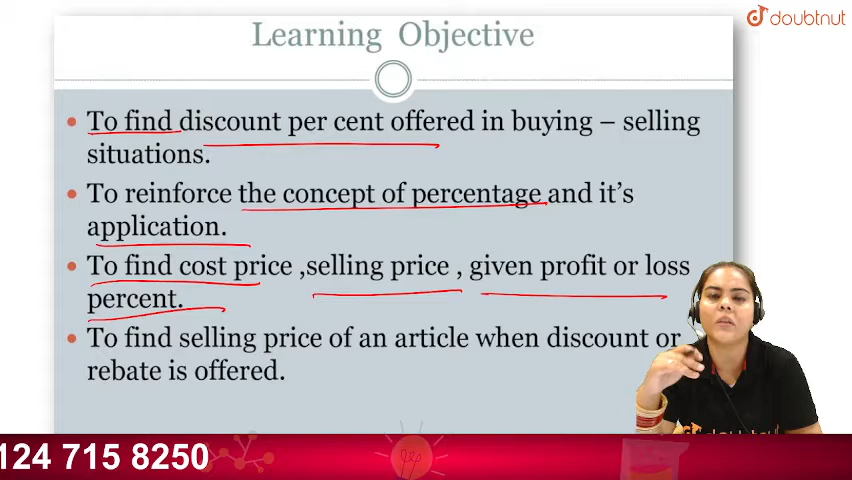 doubtnut
Learning Objective
• To find discount per cent offered in buying – selling
situations.
• To reinforce the concept of percentage and it's
application.
• To find cost price ,selling price , given profit or loss
percent.
• To find selling price of an article when discount or
rebate is offered.
124 715 8250